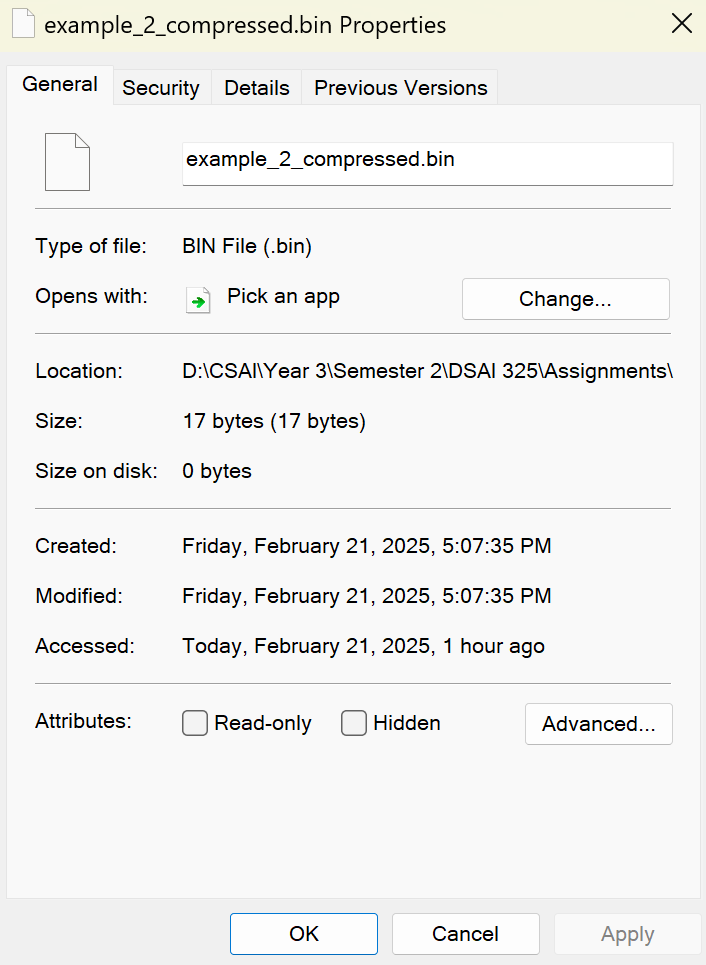 example_2_compressed.bin Properties
General Security Details Previous Versions
example_2_compressed.bin
Type of file: BIN File (.bin)
Opens with: Pick an app Change...
Location: D:\CSAI\Year 3\Semester 2\DSAI 325\Assignments\
Size: 17 bytes (17 bytes)
Size on disk: 0 bytes
Created: Friday, February 21, 2025, 5:07:35 PM
Modified: Friday, February 21, 2025, 5:07:35 PM
Accessed: Today, February 21, 2025, 1 hour ago
Attributes: Read-only Hidden Advanced...
OK Cancel Apply